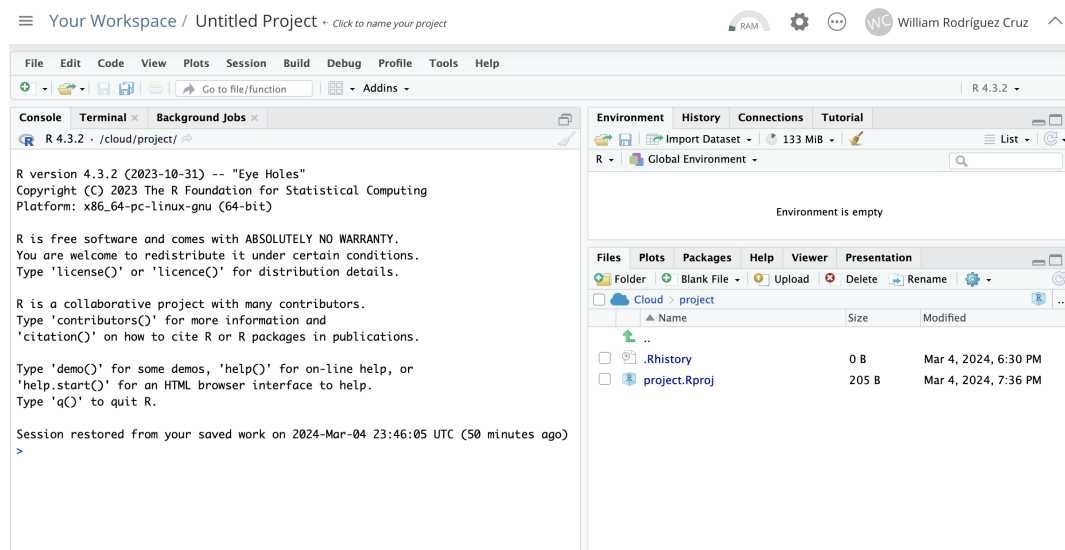 Your Workspace / Untitled Project ← Click to name your project
RAM
WC William Rodríguez Cruz
File Edit Code View Plots Session Build Debug Profile Tools Help
Go to file/function Addins R 4.3.2
Console Terminal Background Jobs
R 4.3.2 · /cloud/project/
R version 4.3.2 (2023-10-31) -- "Eye Holes"
Copyright (C) 2023 The R Foundation for Statistical Computing
Platform: x86_64-pc-linux-gnu (64-bit)
R is free software and comes with ABSOLUTELY NO WARRANTY.
You are welcome to redistribute it under certain conditions.
Type 'license()' or 'licence()' for distribution details.
R is a collaborative project with many contributors.
Type 'contributors()' for more information and
'citation()' on how to cite R or R packages in publications.
Type 'demo()' for some demos, 'help()' for on-line help, or
'help.start()' for an HTML browser interface to help.
Type 'q()' to quit R.
Session restored from your saved work on 2024-Mar-04 23:46:05 UTC (50 minutes ago)
>
Environment History Connections Tutorial
Import Dataset 133 MiB List
R Global Environment
Environment is empty
Files Plots Packages Help Viewer Presentation
Folder Blank File Upload Delete Rename
Cloud > project R ...
Name Size Modified
..
.Rhistory 0 B Mar 4, 2024, 6:30 PM
project.Rproj 205 B Mar 4, 2024, 7:36 PM